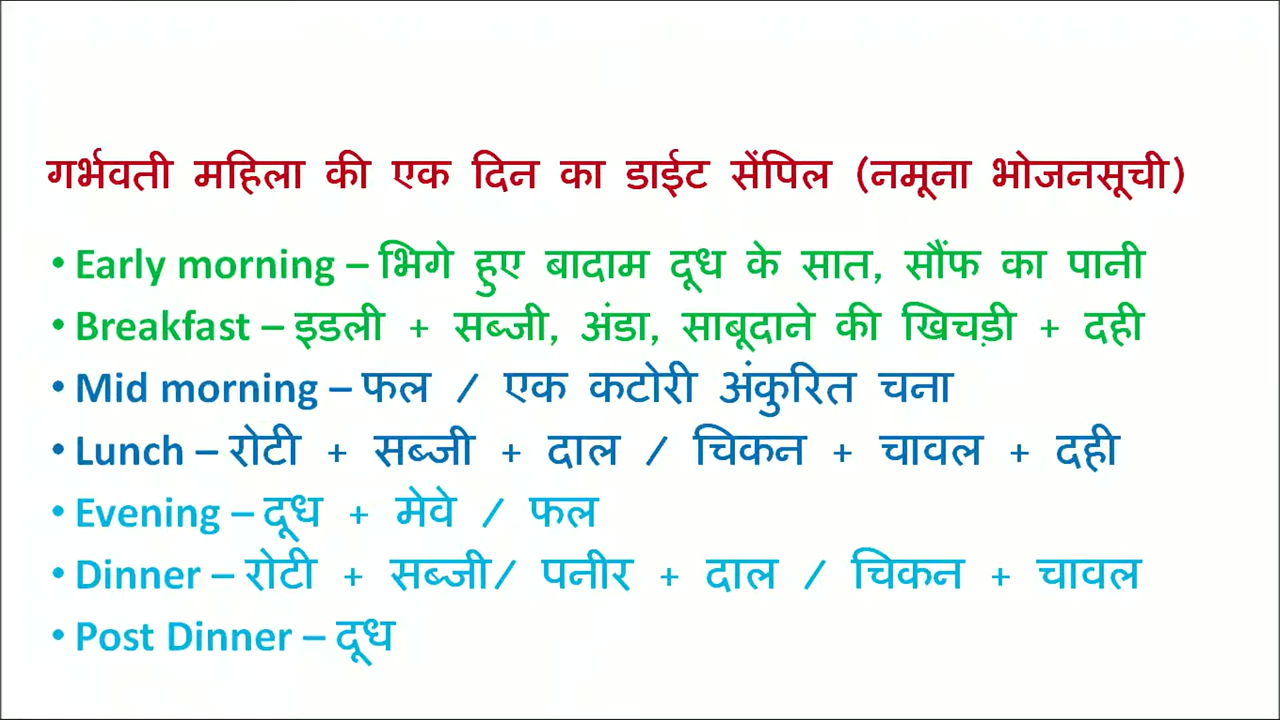 गर्भवती महिला की एक दिन का डाईट सेंपिल (नमूना भोजनसूची)
• Early morning – भिगे हुए बादाम दूध के सात, सौंफ का पानी
• Breakfast – इडली + सब्जी, अंडा, साबूदाने की खिचड़ी + दही
• Mid morning – फल / एक कटोरी अंकुरित चना
• Lunch – रोटी + सब्जी + दाल / चिकन + चावल + दही
• Evening – दूध + मेवे / फल
• Dinner – रोटी + सब्जी/ पनीर + दाल / चिकन + चावल
• Post Dinner – दूध